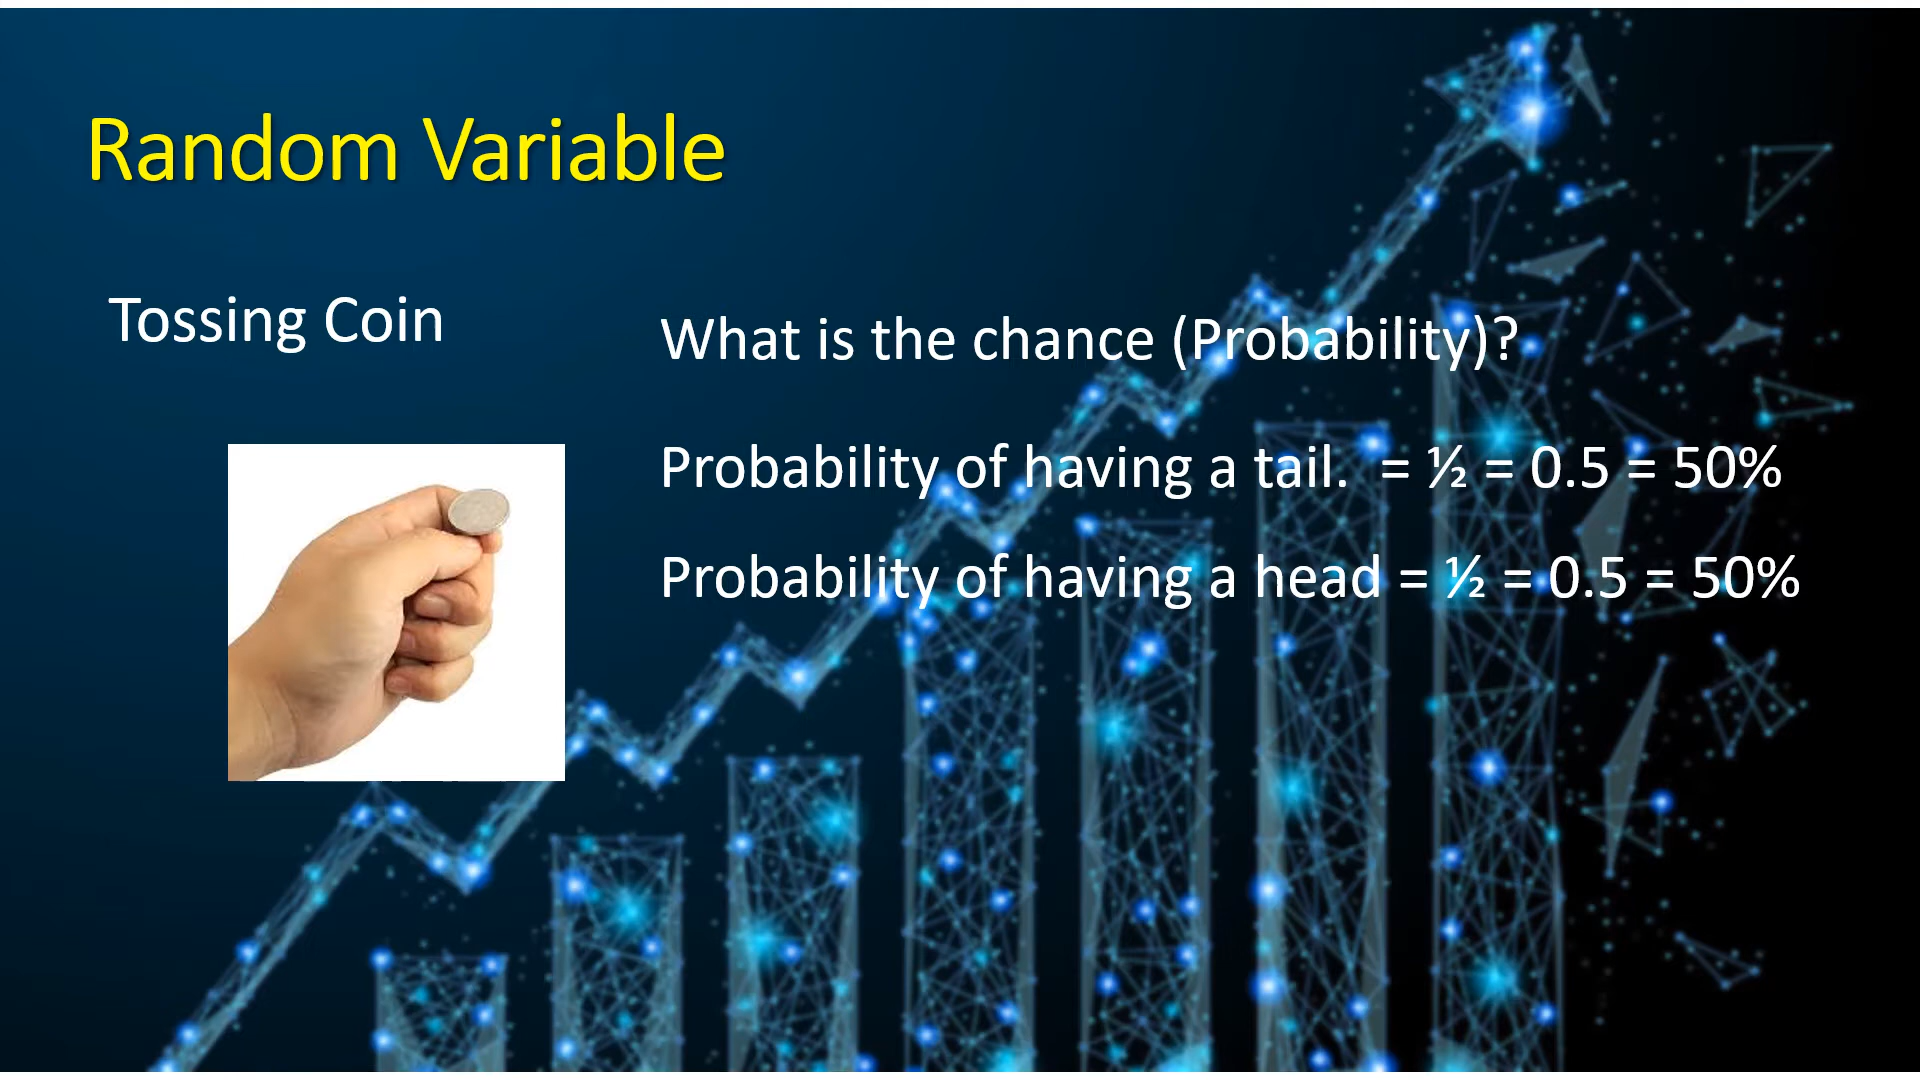 Random Variable
Tossing Coin
What is the chance (Probability)?
Probability of having a tail.  = ½ = 0.5 = 50%
Probability of having a head = ½ = 0.5 = 50%